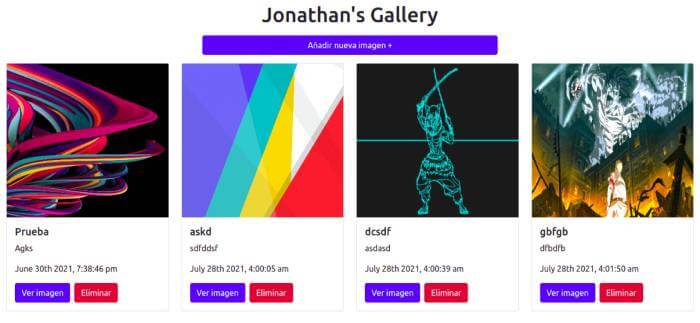 Jonathan's Gallery
Añadir nueva imagen +
Prueba
Agks
June 30th 2021, 7:38:46 pm
Ver imagen Eliminar
askd
sdfddsf
July 28th 2021, 4:00:05 am
Ver imagen Eliminar
dcsdf
asdasd
July 28th 2021, 4:00:39 am
Ver imagen Eliminar
gbfgb
dfbdfb
July 28th 2021, 4:01:50 am
Ver imagen Eliminar